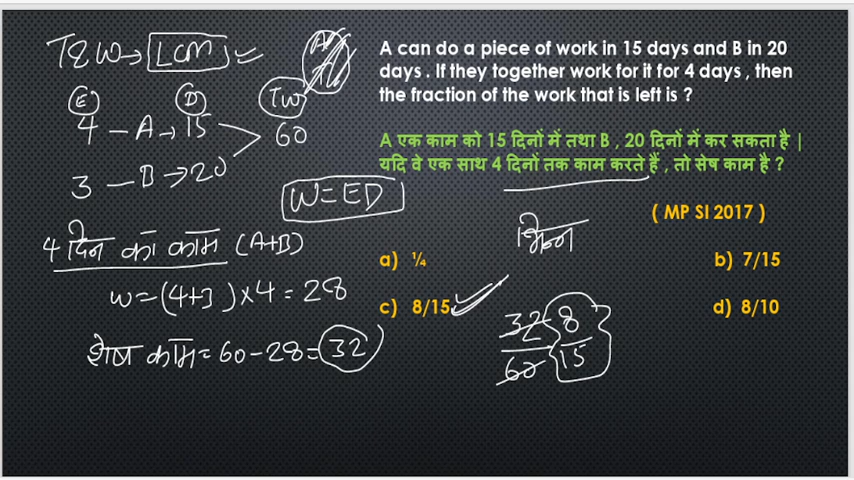 T&W→ LCM
E D TW
4 – A → 15 60
3 – B → 20
W=ED
4 दिन का काम (A+B)
W=(4+3)×4=28
शेष काम=60-28=32
A can do a piece of work in 15 days and B in 20
days . If they together work for it for 4 days , then
the fraction of the work that is left is ?
A एक काम को 15 दिनों में तथा B , 20 दिनों में कर सकता है |
यदि वे एक साथ 4 दिनों तक काम करते हैं , तो सेष काम है ?
( MP SI 2017 )
भिन्न
a) ¼ b) 7/15
c) 8/15 d) 8/10
32 8
60 15